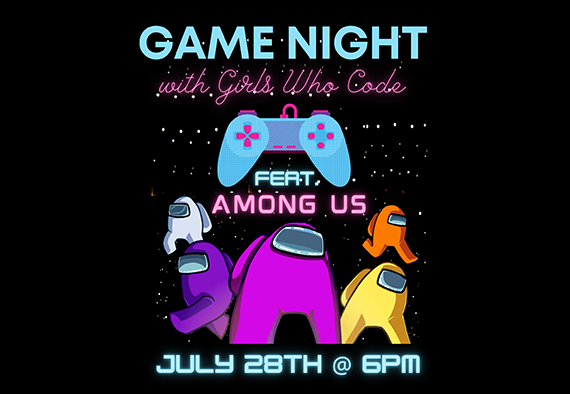 GAME NIGHT
with Girls Who Code
FEAT.
AMONG US
JULY 28TH @ 6PM